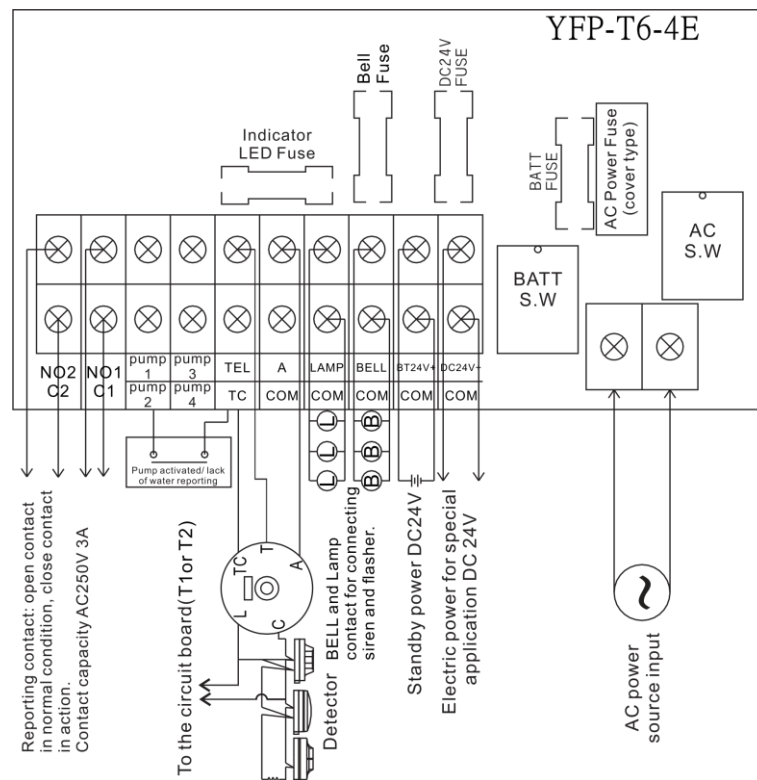 YFP-T6-4E
Bell
Fuse
DC24V
FUSE
Indicator
LED Fuse
BATT
FUSE
AC Power Fuse
(cover type)
AC
S.W
BATT
S.W
NO2
C2
NO1
C1
pump
1
pump
2
pump
3
pump
4
TEL
TC
A
COM
LAMP
COM
BELL
COM
BT24V+
COM
DC24V-
COM
L
B
L
B
L
B
Pump activated/ lack
of water reporting
TC
T
A
L
C
Reporting contact: open contact
in normal condition, close contact
in action.
Contact capacity AC250V 3A
To the circuit board(T1or T2)
Detector
BELL and Lamp
contact for connecting
siren and flasher.
Standby power DC24V
Electric power for special
application DC 24V
~
AC power
source input